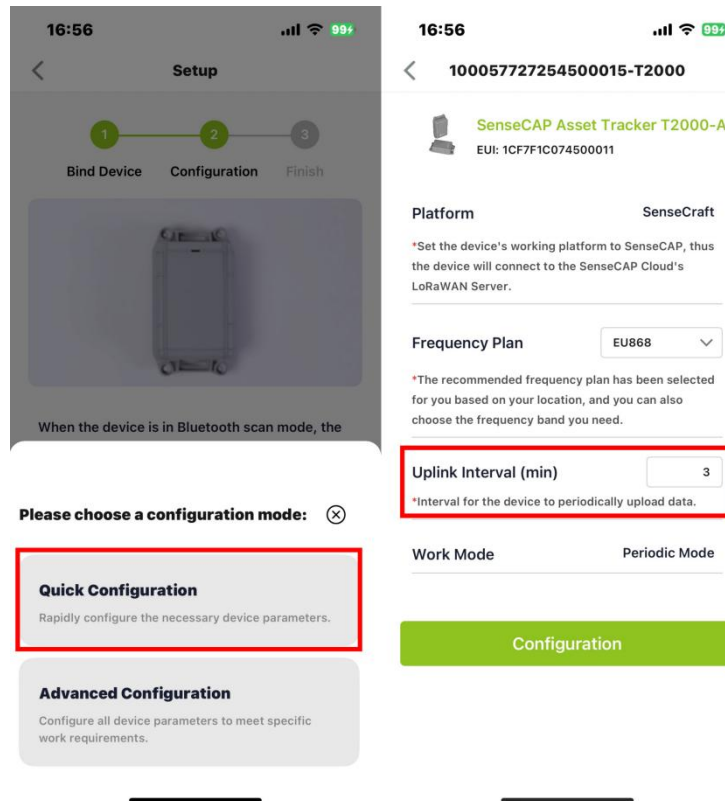 16:56
99+
Setup
1
2
3
Bind Device
Configuration
Finish
When the device is in Bluetooth scan mode, the
Please choose a configuration mode:
Quick Configuration
Rapidly configure the necessary device parameters.
Advanced Configuration
Configure all device parameters to meet specific
work requirements.
16:56
99+
100057727254500015-T2000
SenseCAP Asset Tracker T2000-A
EUI: 1CF7F1C074500011
Platform
SenseCraft
*Set the device's working platform to SenseCAP, thus
the device will connect to the SenseCAP Cloud's
LoRaWAN Server.
Frequency Plan
EU868
*The recommended frequency plan has been selected
for you based on your location, and you can also
choose the frequency band you need.
Uplink Interval (min)
3
*Interval for the device to periodically upload data.
Work Mode
Periodic Mode
Configuration